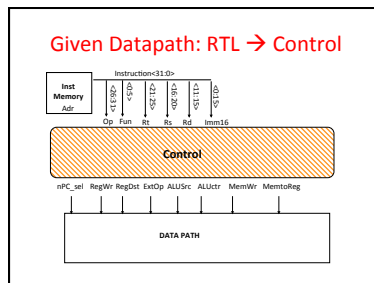 Given Datapath: RTL → Control
Instruction<31:0>
Inst
Memory
Adr
<26:31>
<0:5>
<21:25>
<16:20>
<11:15>
<0:15>
Op Fun Rt Rs Rd Imm16
Control
nPC_sel RegWr RegDst ExtOp ALUSrc ALUctr MemWr MemtoReg
DATA PATH